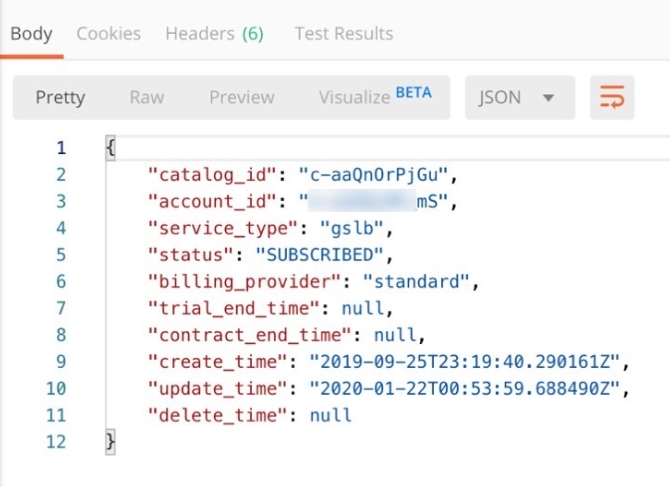 Body Cookies Headers (6) Test Results
Pretty Raw Preview Visualize BETA JSON
1 {
2 "catalog_id": "c-aaQnOrPjGu",
3 "account_id": " mS",
4 "service_type": "gslb",
5 "status": "SUBSCRIBED",
6 "billing_provider": "standard",
7 "trial_end_time": null,
8 "contract_end_time": null,
9 "create_time": "2019-09-25T23:19:40.290161Z",
10 "update_time": "2020-01-22T00:53:59.688490Z",
11 "delete_time": null
12 }